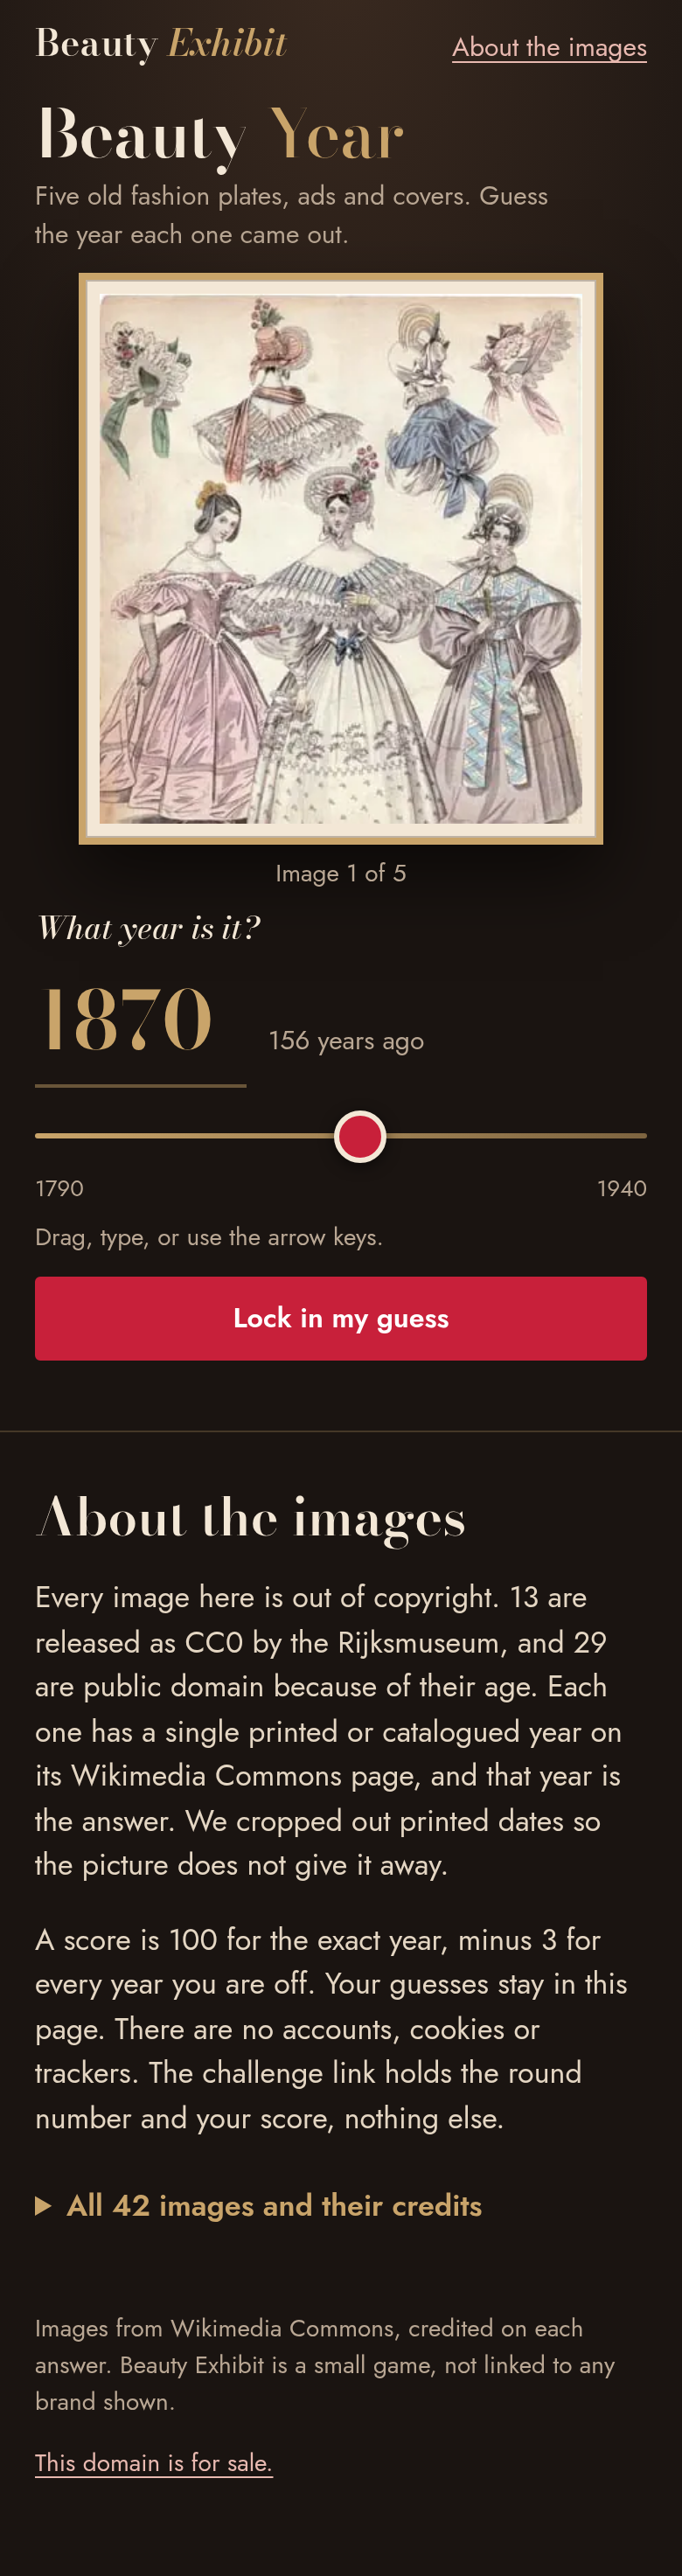 Beauty Exhibit
About the images
Beauty Year
Five old fashion plates, ads and covers. Guess
the year each one came out.
Image 1 of 5
What year is it?
1870
156 years ago
1790
1940
Drag, type, or use the arrow keys.
Lock in my guess
About the images
Every image here is out of copyright. 13 are
released as CC0 by the Rijksmuseum, and 29
are public domain because of their age. Each
one has a single printed or catalogued year on
its Wikimedia Commons page, and that year is
the answer. We cropped out printed dates so
the picture does not give it away.
A score is 100 for the exact year, minus 3 for
every year you are off. Your guesses stay in this
page. There are no accounts, cookies or
trackers. The challenge link holds the round
number and your score, nothing else.
All 42 images and their credits
Images from Wikimedia Commons, credited on each
answer. Beauty Exhibit is a small game, not linked to any
brand shown.
This domain is for sale.